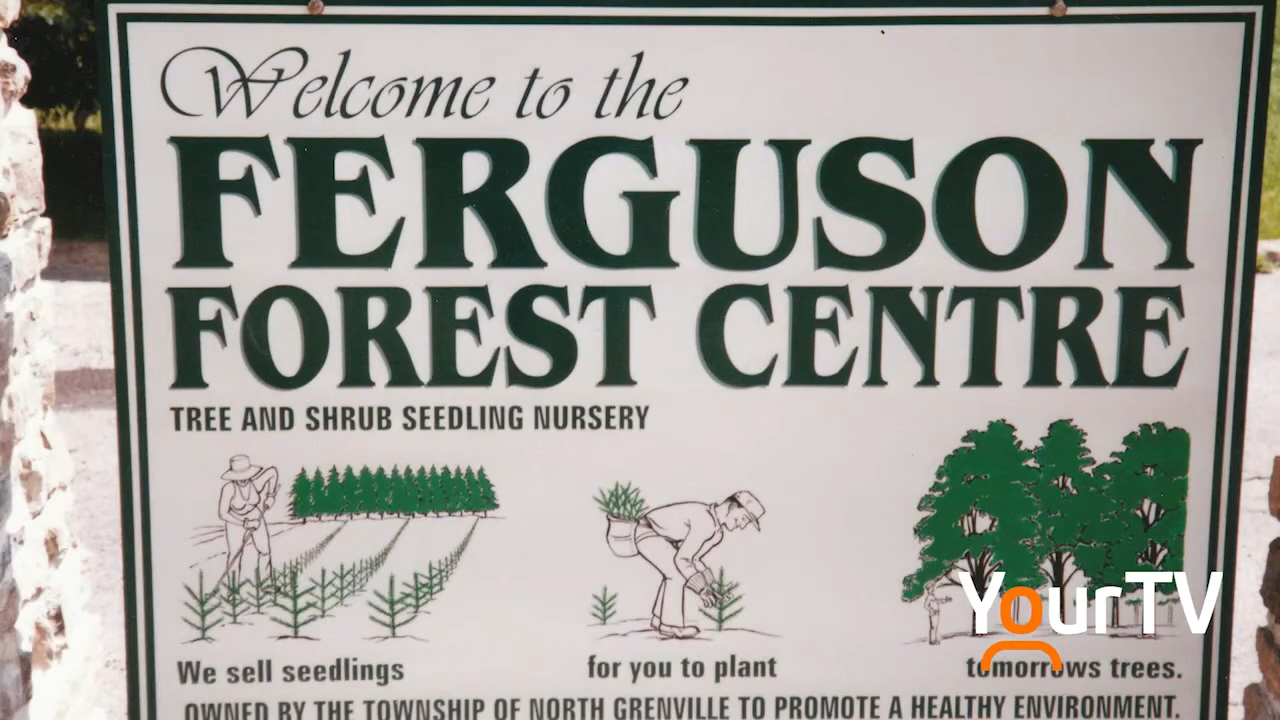 Welcome to the
FERGUSON
FOREST CENTRE
TREE AND SHRUB SEEDLING NURSERY
We sell seedlings for you to plant tomorrows trees.
OWNED BY THE TOWNSHIP OF NORTH GRENVILLE TO PROMOTE A HEALTHY ENVIRONMENT.
YourTV